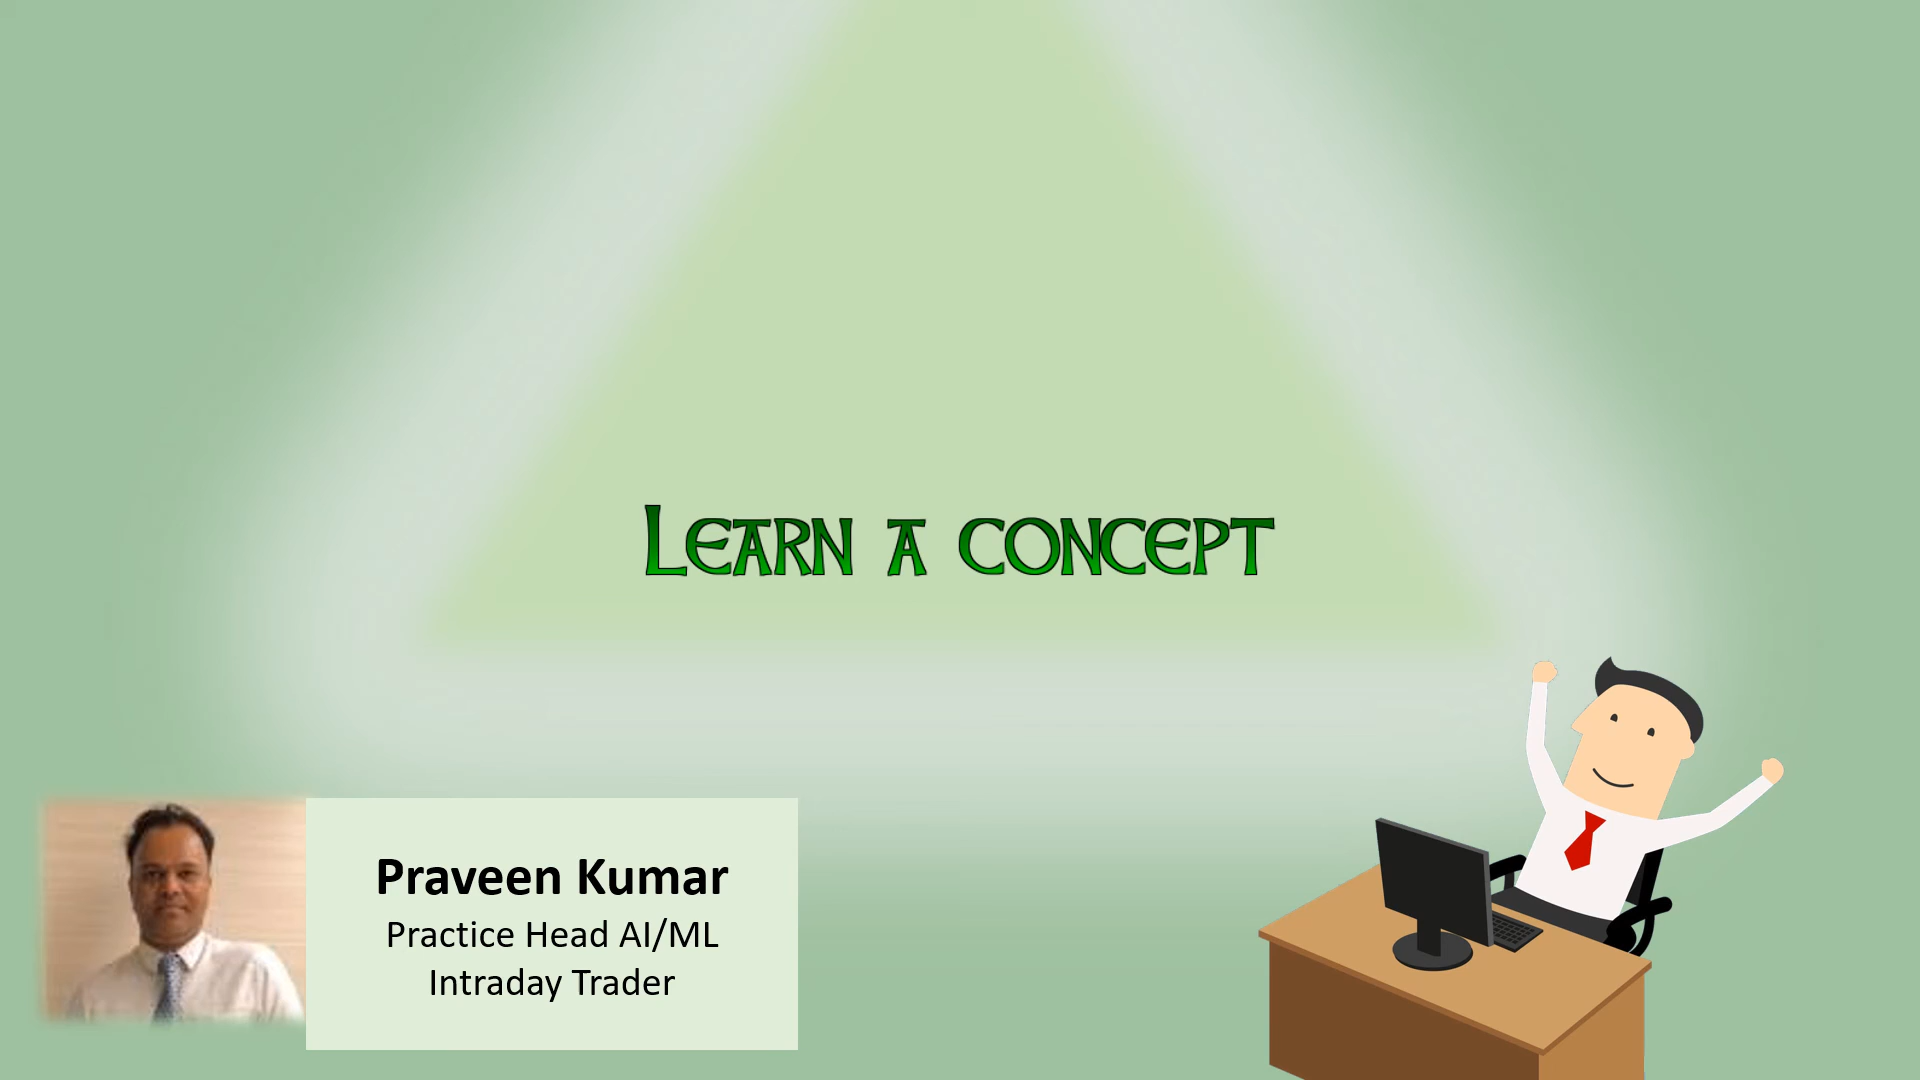 Learn a concept
Praveen Kumar
Practice Head AI/ML
Intraday Trader